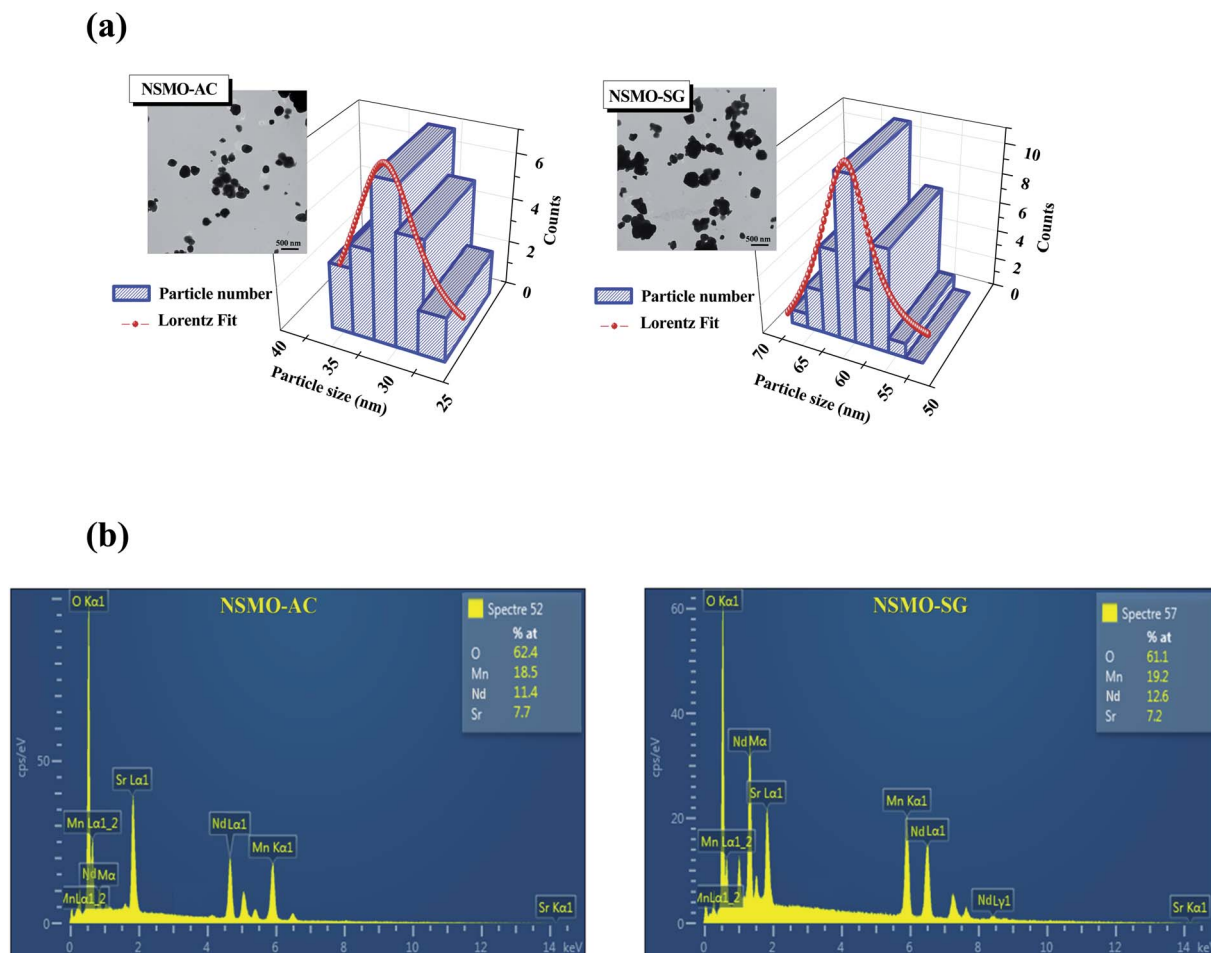 (a)
NSMO-AC
500 nm
Particle number
Lorentz Fit
6
4
2
0
Counts
40
35
30
25
Particle size (nm)
NSMO-SG
500 nm
Particle number
Lorentz Fit
10
8
6
4
2
0
Counts
70
65
60
55
50
Particle size (nm)
(b)
NSMO-AC
O Kα1
Spectre 52
% at
O 62.4
Mn 18.5
Nd 11.4
Sr 7.7
cps/eV
50
0
Sr Lα1
Mn Lα1_2
Nd Mα
MnLα1_2
Nd Lα1
Mn Kα1
Sr Kα1
0 2 4 6 8 10 12 14 keV
NSMO-SG
O Kα1
Spectre 57
% at
O 61.1
Mn 19.2
Nd 12.6
Sr 7.2
cps/eV
60
40
20
0
Nd Mα
Sr Lα1
Mn Lα1_2
MnLα1_2
Mn Kα1
Nd Lα1
Nd Lγ1
Sr Kα1
0 2 4 6 8 10 12 14 keV